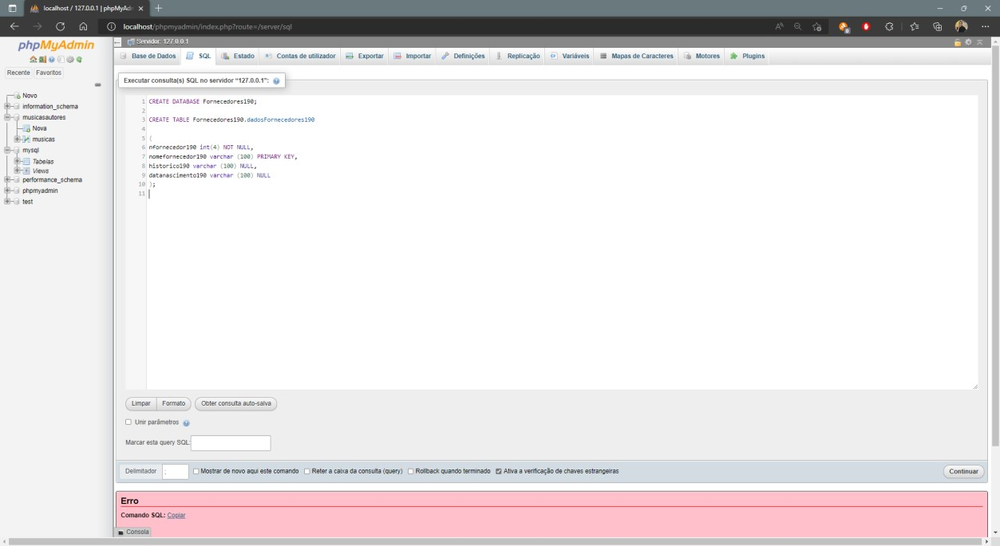 localhost / 127.0.0.1 | phpMyAd
localhost/phpmyadmin/index.php?route=/server/sql
phpMyAdmin
Recente Favoritos
Novo
information_schema
musicasautores
Nova
musicas
mysql
Tabelas
Views
performance_schema
phpmyadmin
test
Servidor: 127.0.0.1
Base de Dados SQL Estado Contas de utilizador Exportar Importar Definições Replicação Variáveis Mapas de Caracteres Motores Plugins
Executar consulta(s) SQL no servidor “127.0.0.1”:
1 CREATE DATABASE Fornecedores190;
2
3 CREATE TABLE Fornecedores190.dadosfornecedores190
4
5 (
6 nfornecedor190 int(4) NOT NULL,
7 nomefornecedor190 varchar (100) PRIMARY KEY,
8 historico190 varchar (100) NULL,
9 datanascimento190 varchar (100) NULL
10 );
11
Limpar Formato Obter consulta auto-salva
Unir parâmetros
Marcar esta query SQL:
Delimitador ; Mostrar de novo aqui este comando Reter a caixa da consulta (query) Rollback quando terminado Ativa a verificação de chaves estrangeiras Continuar
Erro
Comando SQL: Copiar
Consola